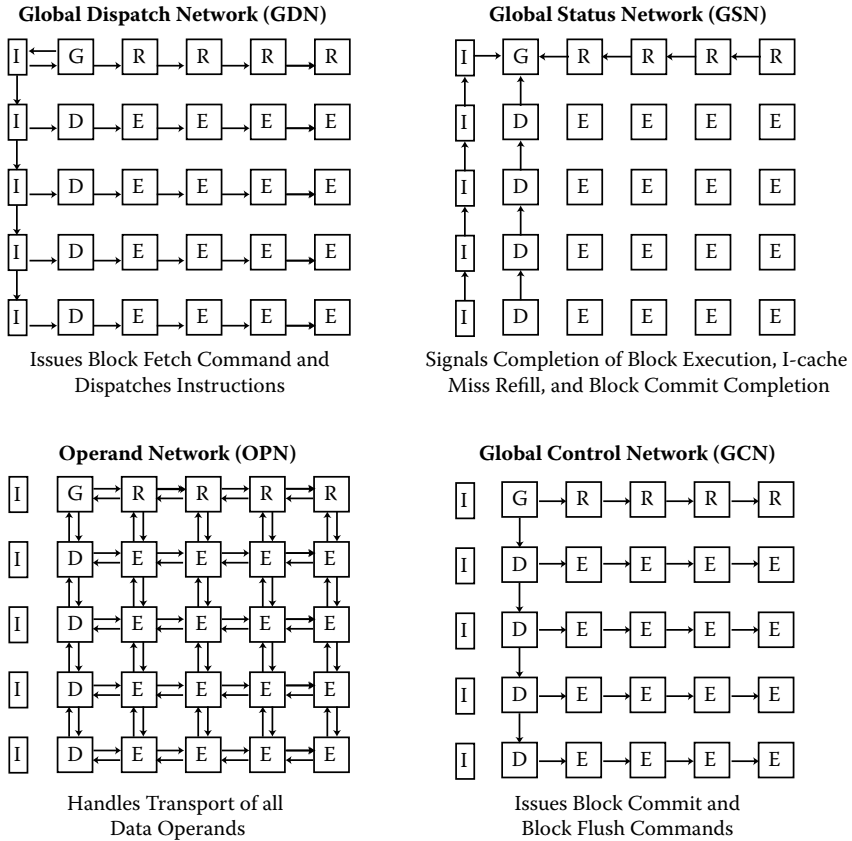 Global Dispatch Network (GDN)
I G R R R R
I D E E E E
I D E E E E
I D E E E E
I D E E E E
Issues Block Fetch Command and
Dispatches Instructions
Global Status Network (GSN)
I G R R R R
I D E E E E
I D E E E E
I D E E E E
I D E E E E
Signals Completion of Block Execution, I-cache
Miss Refill, and Block Commit Completion
Operand Network (OPN)
I G R R R R
I D E E E E
I D E E E E
I D E E E E
I D E E E E
Handles Transport of all
Data Operands
Global Control Network (GCN)
I G R R R R
I D E E E E
I D E E E E
I D E E E E
I D E E E E
Issues Block Commit and
Block Flush Commands